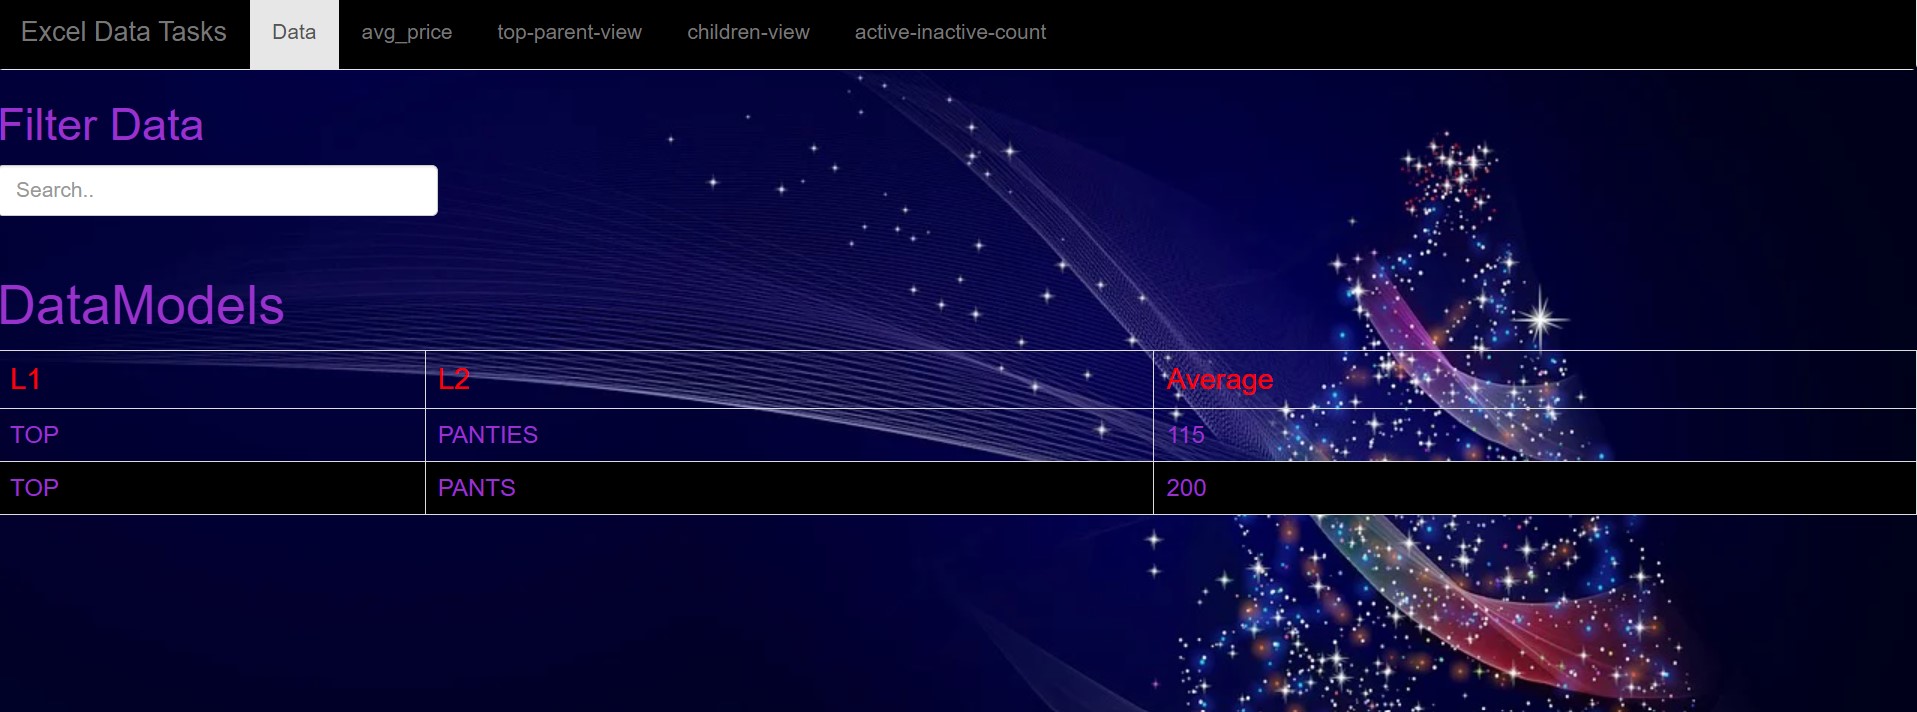 Excel Data Tasks Data avg_price top-parent-view children-view active-inactive-count
Filter Data
Search..
DataModels
L1 L2 Average
TOP PANTIES 115
TOP PANTS 200